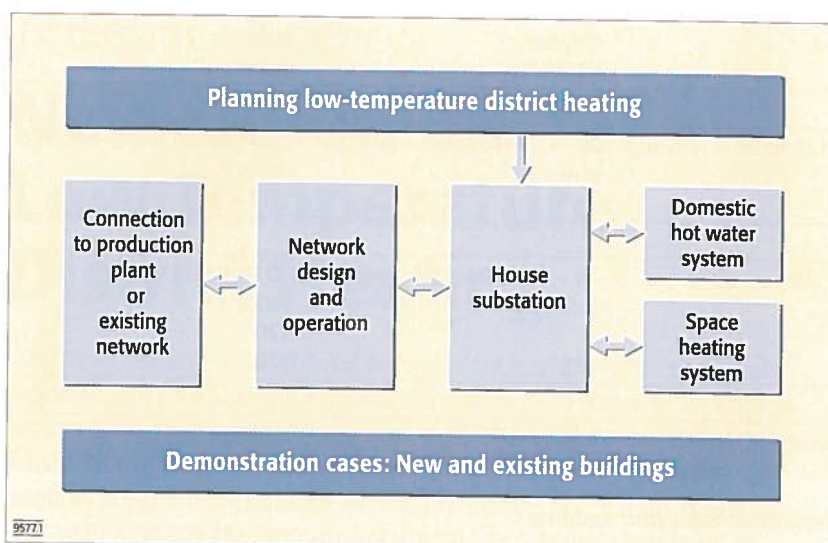 Planning low-temperature district heating
Connection
to production
plant
or
existing
network
Network
design
and
operation
House
substation
Domestic
hot water
system
Space
heating
system
Demonstration cases: New and existing buildings
9577.1